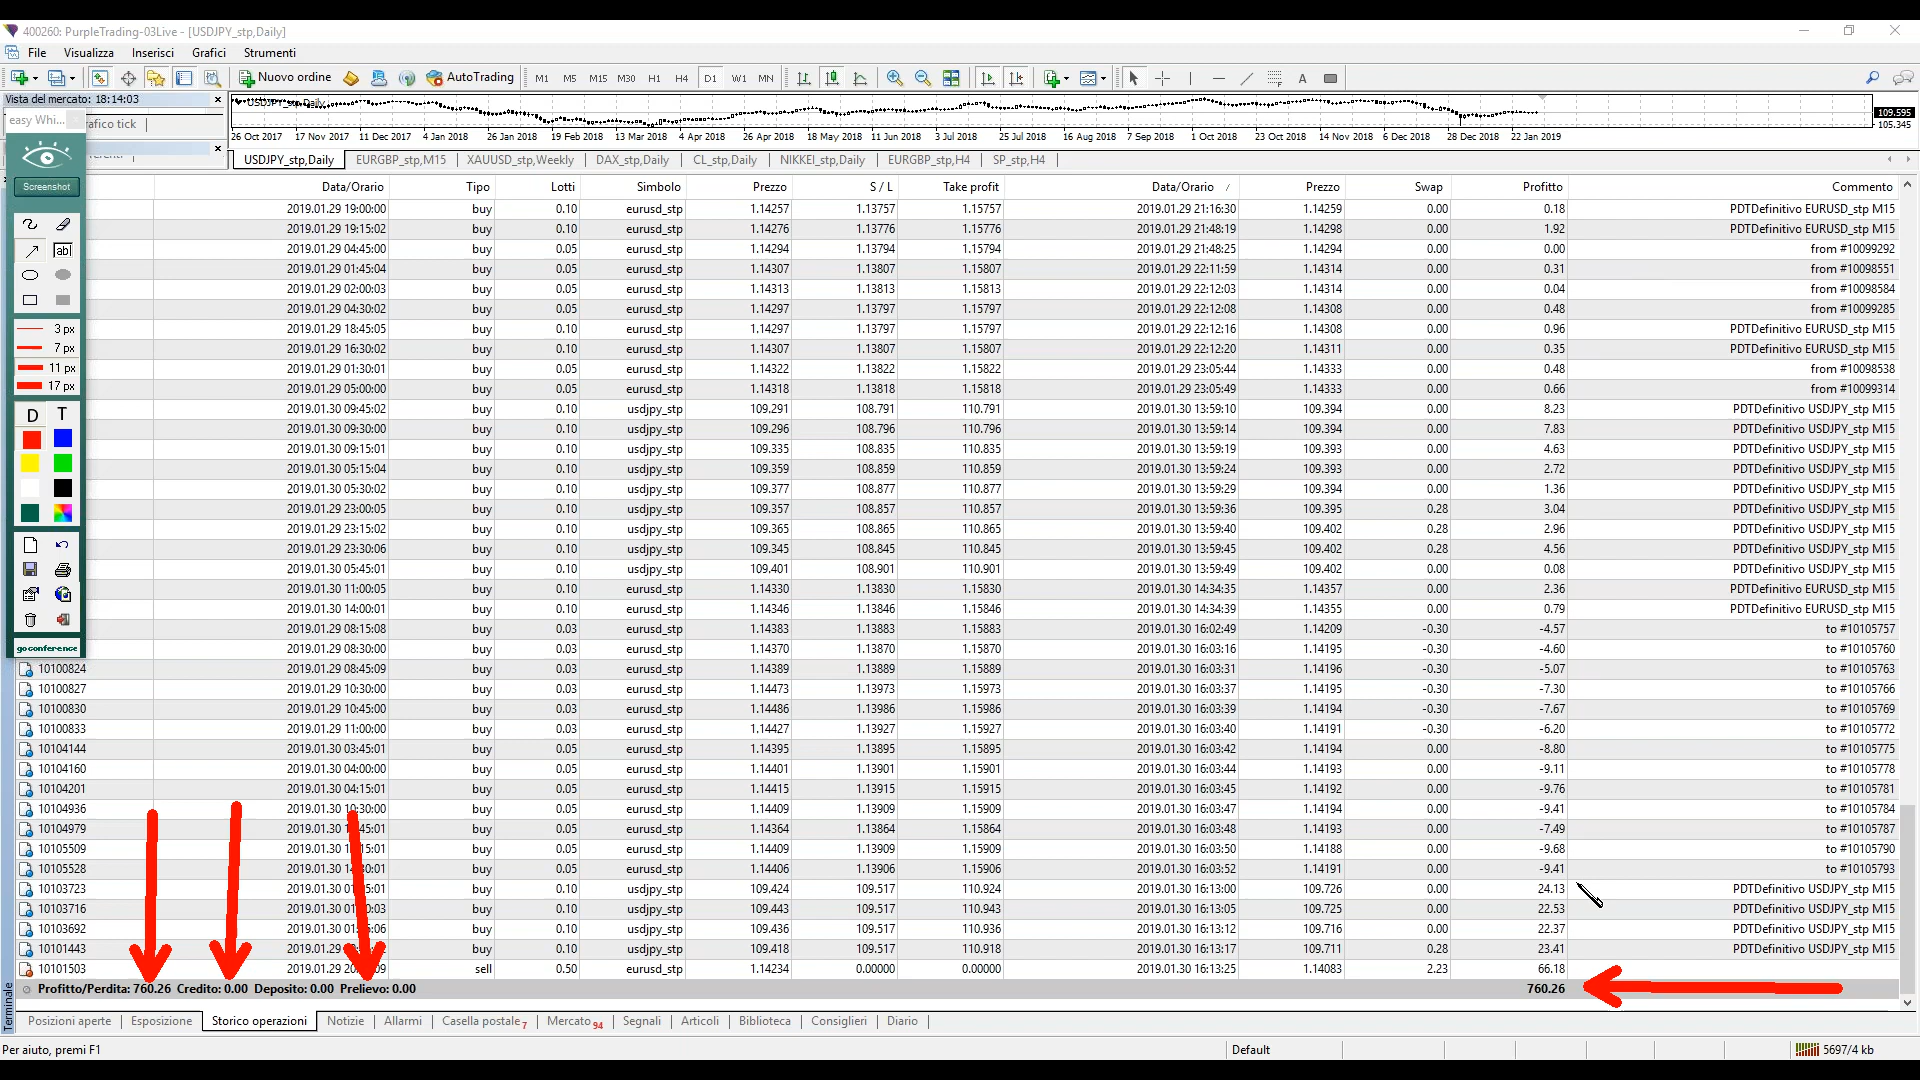 400260: PurpleTrading-03Live - [USDJPY_stp,Daily]
File Visualizza Inserisci Grafici Strumenti
Nuovo ordine AutoTrading M1 M5 M15 M30 H1 H4 D1 W1 MN A
Vista del mercato: 18:14:03
easy Whi...
rafico tick
USDJPY_stp,Daily
109.595
105.345
26 Oct 2017 17 Nov 2017 11 Dec 2017 4 Jan 2018 26 Jan 2018 19 Feb 2018 13 Mar 2018 4 Apr 2018 26 Apr 2018 18 May 2018 11 Jun 2018 3 Jul 2018 25 Jul 2018 16 Aug 2018 7 Sep 2018 1 Oct 2018 23 Oct 2018 14 Nov 2018 6 Dec 2018 28 Dec 2018 22 Jan 2019
USDJPY_stp,Daily EURGBP_stp,M15 XAUUSD_stp,Weekly DAX_stp,Daily CL_stp,Daily NIKKEI_stp,Daily EURGBP_stp,H4 SP_stp,H4
Screenshot
abl
3 px
7 px
11 px
17 px
D T
goconference
Data/Orario Tipo Lotti Simbolo Prezzo S / L Take profit Data/Orario / Prezzo Swap Profitto Commento
2019.01.29 19:00:00 buy 0.10 eurusd_stp 1.14257 1.13757 1.15757 2019.01.29 21:16:30 1.14259 0.00 0.18 PDTDefinitivo EURUSD_stp M15
2019.01.29 19:15:02 buy 0.10 eurusd_stp 1.14276 1.13776 1.15776 2019.01.29 21:48:19 1.14298 0.00 1.92 PDTDefinitivo EURUSD_stp M15
2019.01.29 04:45:00 buy 0.05 eurusd_stp 1.14294 1.13794 1.15794 2019.01.29 21:48:25 1.14294 0.00 0.00 from #10099292
2019.01.29 01:45:04 buy 0.05 eurusd_stp 1.14307 1.13807 1.15807 2019.01.29 22:11:59 1.14314 0.00 0.31 from #10098551
2019.01.29 02:00:03 buy 0.05 eurusd_stp 1.14313 1.13813 1.15813 2019.01.29 22:12:03 1.14314 0.00 0.04 from #10098584
2019.01.29 04:30:02 buy 0.05 eurusd_stp 1.14297 1.13797 1.15797 2019.01.29 22:12:08 1.14308 0.00 0.48 from #10099285
2019.01.29 18:45:05 buy 0.10 eurusd_stp 1.14297 1.13797 1.15797 2019.01.29 22:12:16 1.14308 0.00 0.96 PDTDefinitivo EURUSD_stp M15
2019.01.29 16:30:02 buy 0.10 eurusd_stp 1.14307 1.13807 1.15807 2019.01.29 22:12:20 1.14311 0.00 0.35 PDTDefinitivo EURUSD_stp M15
2019.01.29 01:30:01 buy 0.05 eurusd_stp 1.14322 1.13822 1.15822 2019.01.29 23:05:44 1.14333 0.00 0.48 from #10098538
2019.01.29 05:00:00 buy 0.05 eurusd_stp 1.14318 1.13818 1.15818 2019.01.29 23:05:49 1.14333 0.00 0.66 from #10099314
2019.01.30 09:45:02 buy 0.10 usdjpy_stp 109.291 108.791 110.791 2019.01.30 13:59:10 109.394 0.00 8.23 PDTDefinitivo USDJPY_stp M15
2019.01.30 09:30:00 buy 0.10 usdjpy_stp 109.296 108.796 110.796 2019.01.30 13:59:14 109.394 0.00 7.83 PDTDefinitivo USDJPY_stp M15
2019.01.30 09:15:01 buy 0.10 usdjpy_stp 109.335 108.835 110.835 2019.01.30 13:59:19 109.393 0.00 4.63 PDTDefinitivo USDJPY_stp M15
2019.01.30 05:15:04 buy 0.10 usdjpy_stp 109.359 108.859 110.859 2019.01.30 13:59:24 109.393 0.00 2.72 PDTDefinitivo USDJPY_stp M15
2019.01.30 05:30:02 buy 0.10 usdjpy_stp 109.377 108.877 110.877 2019.01.30 13:59:29 109.394 0.00 1.36 PDTDefinitivo USDJPY_stp M15
2019.01.29 23:00:05 buy 0.10 usdjpy_stp 109.357 108.857 110.857 2019.01.30 13:59:36 109.395 0.28 3.04 PDTDefinitivo USDJPY_stp M15
2019.01.29 23:15:02 buy 0.10 usdjpy_stp 109.365 108.865 110.865 2019.01.30 13:59:40 109.402 0.28 2.96 PDTDefinitivo USDJPY_stp M15
2019.01.29 23:30:06 buy 0.10 usdjpy_stp 109.345 108.845 110.845 2019.01.30 13:59:45 109.402 0.28 4.56 PDTDefinitivo USDJPY_stp M15
2019.01.30 05:45:01 buy 0.10 usdjpy_stp 109.401 108.901 110.901 2019.01.30 13:59:49 109.402 0.00 0.08 PDTDefinitivo USDJPY_stp M15
2019.01.30 11:00:05 buy 0.10 eurusd_stp 1.14330 1.13830 1.15830 2019.01.30 14:34:35 1.14357 0.00 2.36 PDTDefinitivo EURUSD_stp M15
2019.01.30 14:00:01 buy 0.10 eurusd_stp 1.14346 1.13846 1.15846 2019.01.30 14:34:39 1.14355 0.00 0.79 PDTDefinitivo EURUSD_stp M15
2019.01.29 08:15:08 buy 0.03 eurusd_stp 1.14383 1.13883 1.15883 2019.01.30 16:02:49 1.14209 -0.30 -4.57 to #10105757
2019.01.29 08:30:00 buy 0.03 eurusd_stp 1.14370 1.13870 1.15870 2019.01.30 16:03:16 1.14195 -0.30 -4.60 to #10105760
10100824 2019.01.29 08:45:09 buy 0.03 eurusd_stp 1.14389 1.13889 1.15889 2019.01.30 16:03:31 1.14196 -0.30 -5.07 to #10105763
10100827 2019.01.29 10:30:00 buy 0.03 eurusd_stp 1.14473 1.13973 1.15973 2019.01.30 16:03:37 1.14195 -0.30 -7.30 to #10105766
10100830 2019.01.29 10:45:00 buy 0.03 eurusd_stp 1.14486 1.13986 1.15986 2019.01.30 16:03:39 1.14194 -0.30 -7.67 to #10105769
10100833 2019.01.29 11:00:00 buy 0.03 eurusd_stp 1.14427 1.13927 1.15927 2019.01.30 16:03:40 1.14191 -0.30 -6.20 to #10105772
10104144 2019.01.30 03:45:01 buy 0.05 eurusd_stp 1.14395 1.13895 1.15895 2019.01.30 16:03:42 1.14194 0.00 -8.80 to #10105775
10104160 2019.01.30 04:00:00 buy 0.05 eurusd_stp 1.14401 1.13901 1.15901 2019.01.30 16:03:44 1.14193 0.00 -9.11 to #10105778
10104201 2019.01.30 04:15:01 buy 0.05 eurusd_stp 1.14415 1.13915 1.15915 2019.01.30 16:03:45 1.14192 0.00 -9.76 to #10105781
10104936 2019.01.30 10:30:00 buy 0.05 eurusd_stp 1.14409 1.13909 1.15909 2019.01.30 16:03:47 1.14194 0.00 -9.41 to #10105784
10104979 2019.01.30 buy 0.05 eurusd_stp 1.14364 1.13864 1.15864 2019.01.30 16:03:48 1.14193 0.00 -7.49 to #10105787
10105509 2019.01.30 buy 0.05 eurusd_stp 1.14409 1.13909 1.15909 2019.01.30 16:03:50 1.14188 0.00 -9.68 to #10105790
10105528 2019.01.30 buy 0.05 eurusd_stp 1.14406 1.13906 1.15906 2019.01.30 16:03:52 1.14191 0.00 -9.41 to #10105793
10103723 2019.01.30 buy 0.10 usdjpy_stp 109.424 109.517 110.924 2019.01.30 16:13:00 109.726 0.00 24.13 PDTDefinitivo USDJPY_stp M15
10103716 2019.01.30 buy 0.10 usdjpy_stp 109.443 109.517 110.943 2019.01.30 16:13:05 109.725 0.00 22.53 PDTDefinitivo USDJPY_stp M15
10103692 2019.01.30 buy 0.10 usdjpy_stp 109.436 109.517 110.936 2019.01.30 16:13:12 109.716 0.00 22.37 PDTDefinitivo USDJPY_stp M15
10101443 2019.01.29 buy 0.10 usdjpy_stp 109.418 109.517 110.918 2019.01.30 16:13:17 109.711 0.28 23.41 PDTDefinitivo USDJPY_stp M15
10101503 2019.01.29 sell 0.50 eurusd_stp 1.14234 0.00000 0.00000 2019.01.30 16:13:25 1.14083 2.23 66.18
Profitto/Perdita: 760.26 Credito: 0.00 Deposito: 0.00 Prelievo: 0.00 760.26
Terminale
Posizioni aperte Esposizione Storico operazioni Notizie Allarmi Casella postale 7 Mercato 94 Segnali Articoli Biblioteca Consiglieri Diario
Per aiuto, premi F1 Default 5697/4 kb